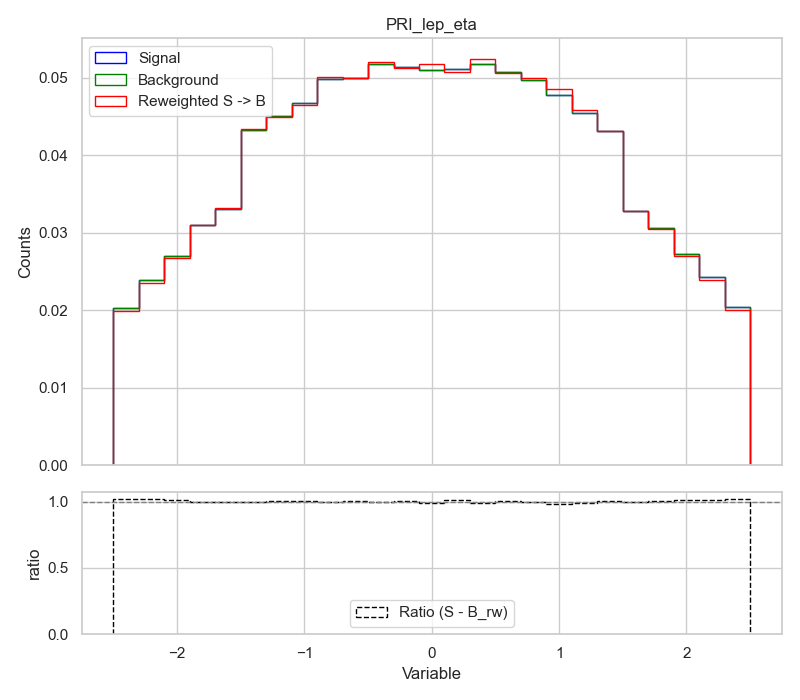 PRI_lep_eta
Signal
Background
Reweighted S -> B
0.05
0.04
0.03
0.02
0.01
0.00
Counts
1.0
0.5
0.0
ratio
Ratio (S - B_rw)
−2
−1
0
1
2
Variable